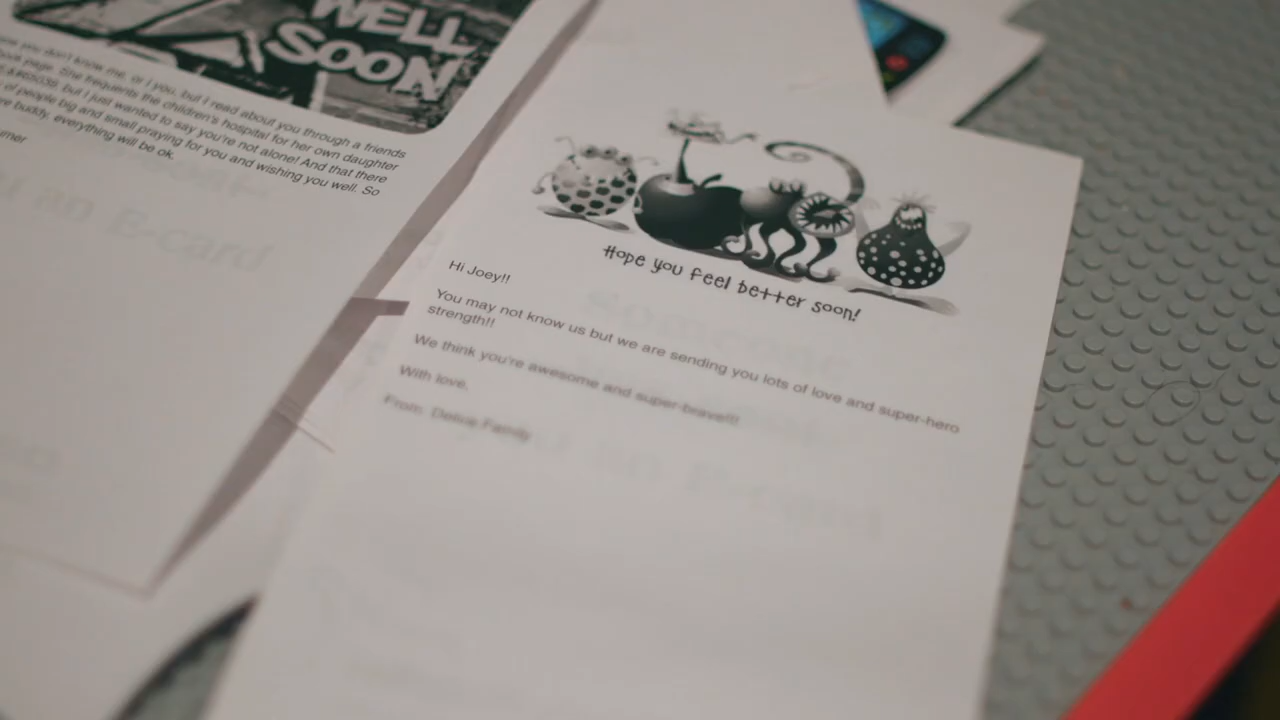 WELL
SOON
you don't know me, or I you, but I read about you through a friends
page. She frequents the children's hospital for her own daughter
but I just wanted to say you're not alone! And that there
of people big and small praying for you and wishing you well. So
buddy, everything will be ok.
an E-card
Hope you feel better soon!
Hi Joey!!
You may not know us but we are sending you lots of love and super-hero
strength!!
We think you're awesome and super-brave!!!
With love,
From: Family